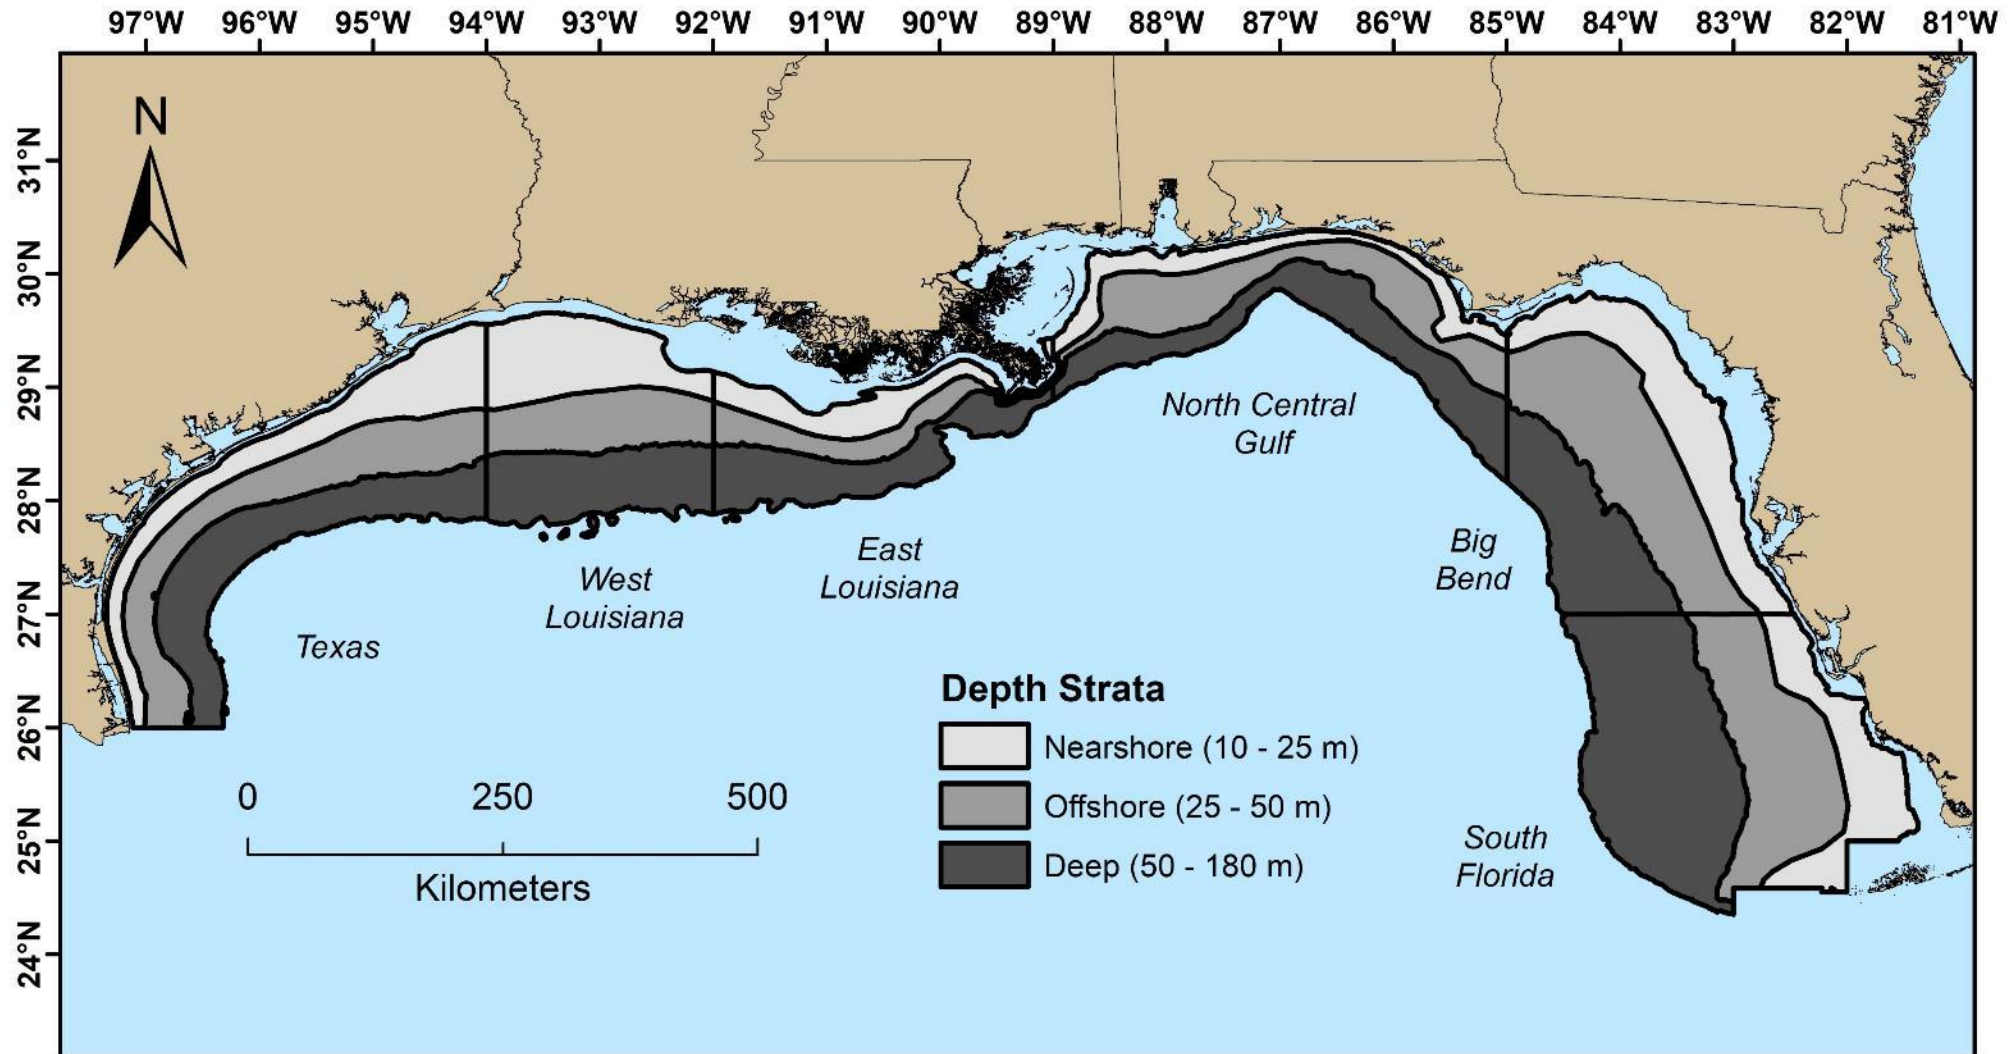 97°W 96°W 95°W 94°W 93°W 92°W 91°W 90°W 89°W 88°W 87°W 86°W 85°W 84°W 83°W 82°W 81°W
N
31°N
30°N
29°N
28°N
27°N
26°N
25°N
24°N
North Central
Gulf
East
Louisiana
West
Louisiana
Texas
Big
Bend
South
Florida
Depth Strata
Nearshore (10 - 25 m)
Offshore (25 - 50 m)
Deep (50 - 180 m)
0 250 500
Kilometers